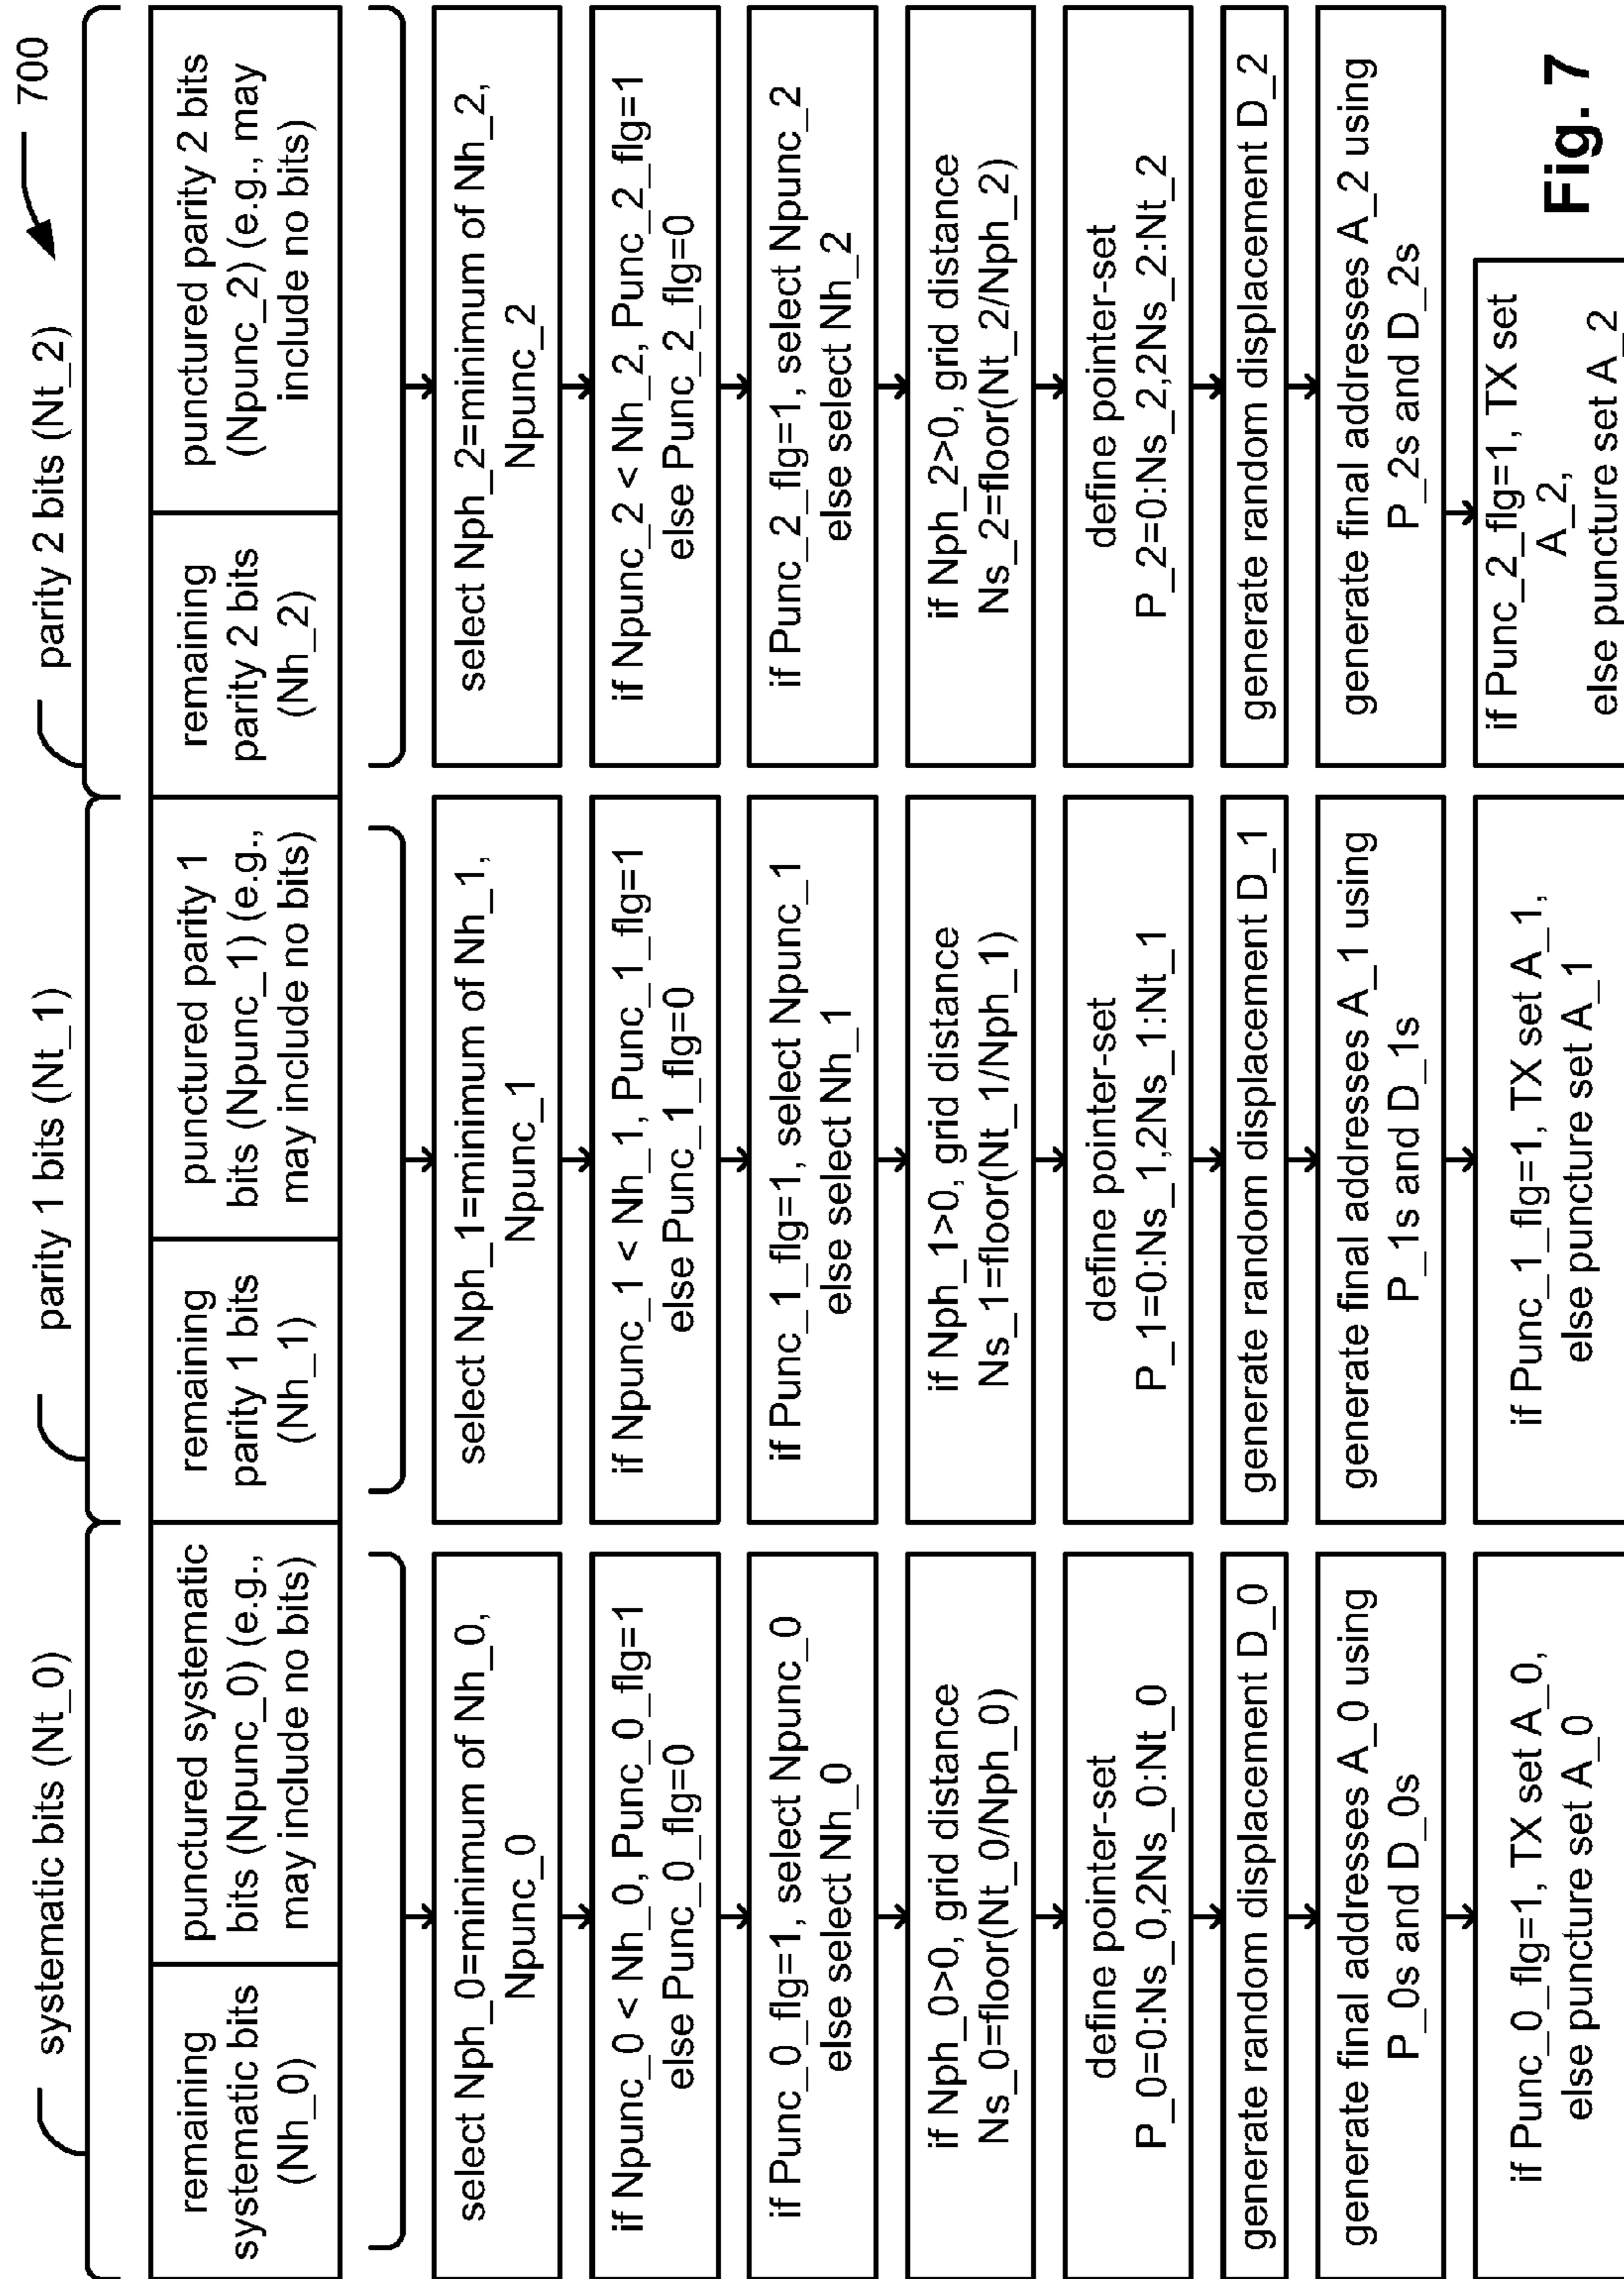 700
systematic bits (Nt_0)
parity 1 bits (Nt_1)
parity 2 bits (Nt_2)
remaining
systematic bits
(Nh_0)
punctured systematic
bits (Npunc_0) (e.g.,
may include no bits)
remaining
parity 1 bits
(Nh_1)
punctured parity 1
bits (Npunc_1) (e.g.,
may include no bits)
remaining
parity 2 bits
(Nh_2)
punctured parity 2 bits
(Npunc_2) (e.g., may
include no bits)
select Nph_0=minimum of Nh_0,
Npunc_0
if Npunc_0 < Nh_0, Punc_0_flg=1
else Punc_0_flg=0
if Punc_0_flg=1, select Npunc_0
else select Nh_0
if Nph_0>0, grid distance
Ns_0=floor(Nt_0/Nph_0)
define pointer-set
P_0=0:Ns_0,2Ns_0:Nt_0
generate random displacement D_0
generate final addresses A_0 using
P_0s and D_0s
if Punc_0_flg=1, TX set A_0,
else puncture set A_0
select Nph_1=minimum of Nh_1,
Npunc_1
if Npunc_1 < Nh_1, Punc_1_flg=1
else Punc_1_flg=0
if Punc_1_flg=1, select Npunc_1
else select Nh_1
if Nph_1>0, grid distance
Ns_1=floor(Nt_1/Nph_1)
define pointer-set
P_1=0:Ns_1,2Ns_1:Nt_1
generate random displacement D_1
generate final addresses A_1 using
P_1s and D_1s
if Punc_1_flg=1, TX set A_1,
else puncture set A_1
select Nph_2=minimum of Nh_2,
Npunc_2
if Npunc_2 < Nh_2, Punc_2_flg=1
else Punc_2_flg=0
if Punc_2_flg=1, select Npunc_2
else select Nh_2
if Nph_2>0, grid distance
Ns_2=floor(Nt_2/Nph_2)
define pointer-set
P_2=0:Ns_2,2Ns_2:Nt_2
generate random displacement D_2
generate final addresses A_2 using
P_2s and D_2s
if Punc_2_flg=1, TX set
A_2,
else puncture set A_2
Fig. 7